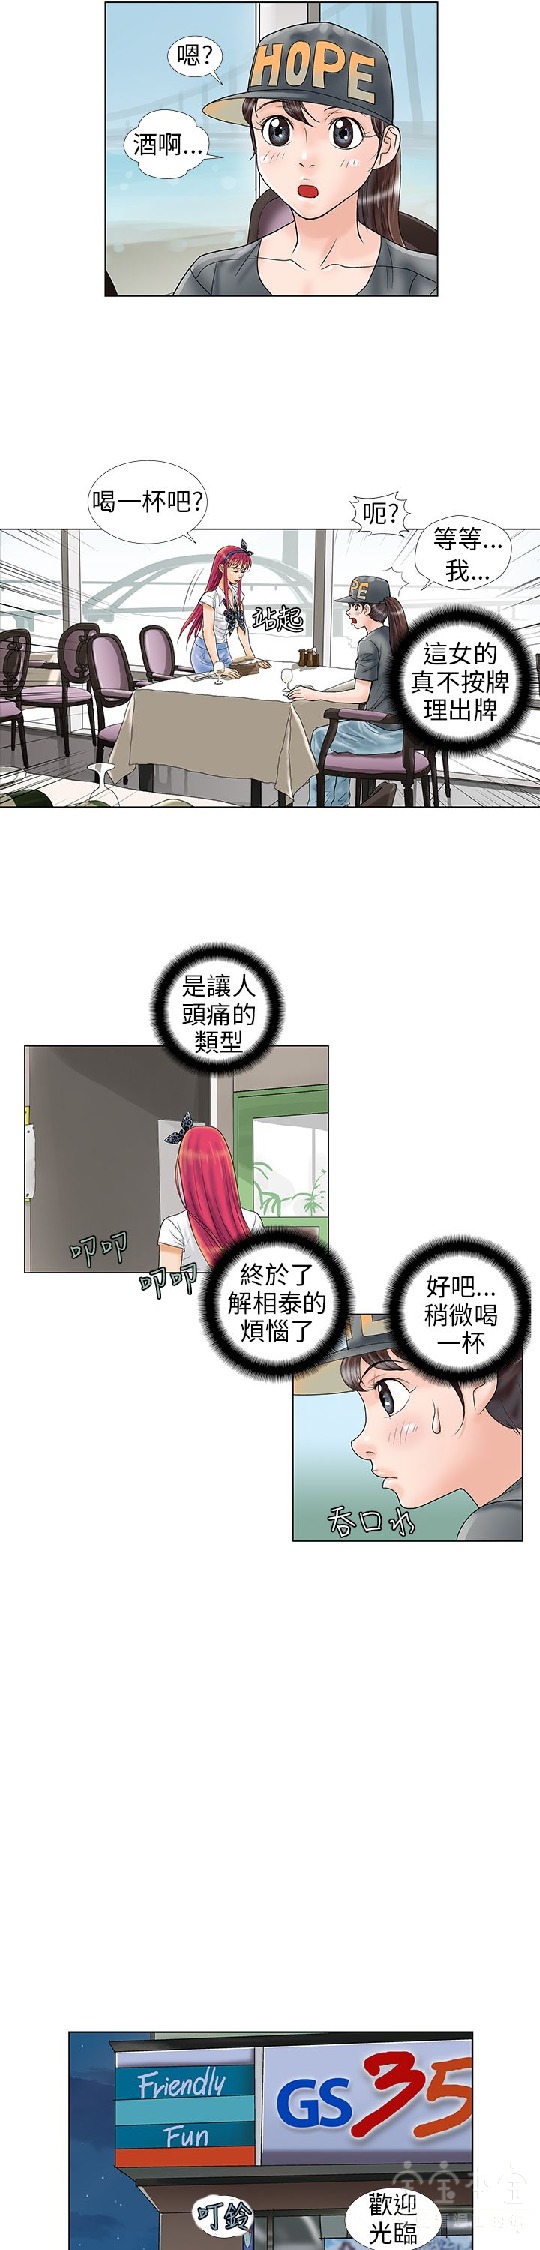 嗯?
HOPE
酒啊...
喝一杯吧?
呃?
等等...
我...
站起
HOPE
這女的
真不按牌
理出牌
是讓人
頭痛的
類型
叩叩
叩叩
終於了
解相泰的
煩惱了
好吧...
稍微喝
一杯
吞口水
Friendly
Fun
GS35
叮鈴
歡迎
光臨